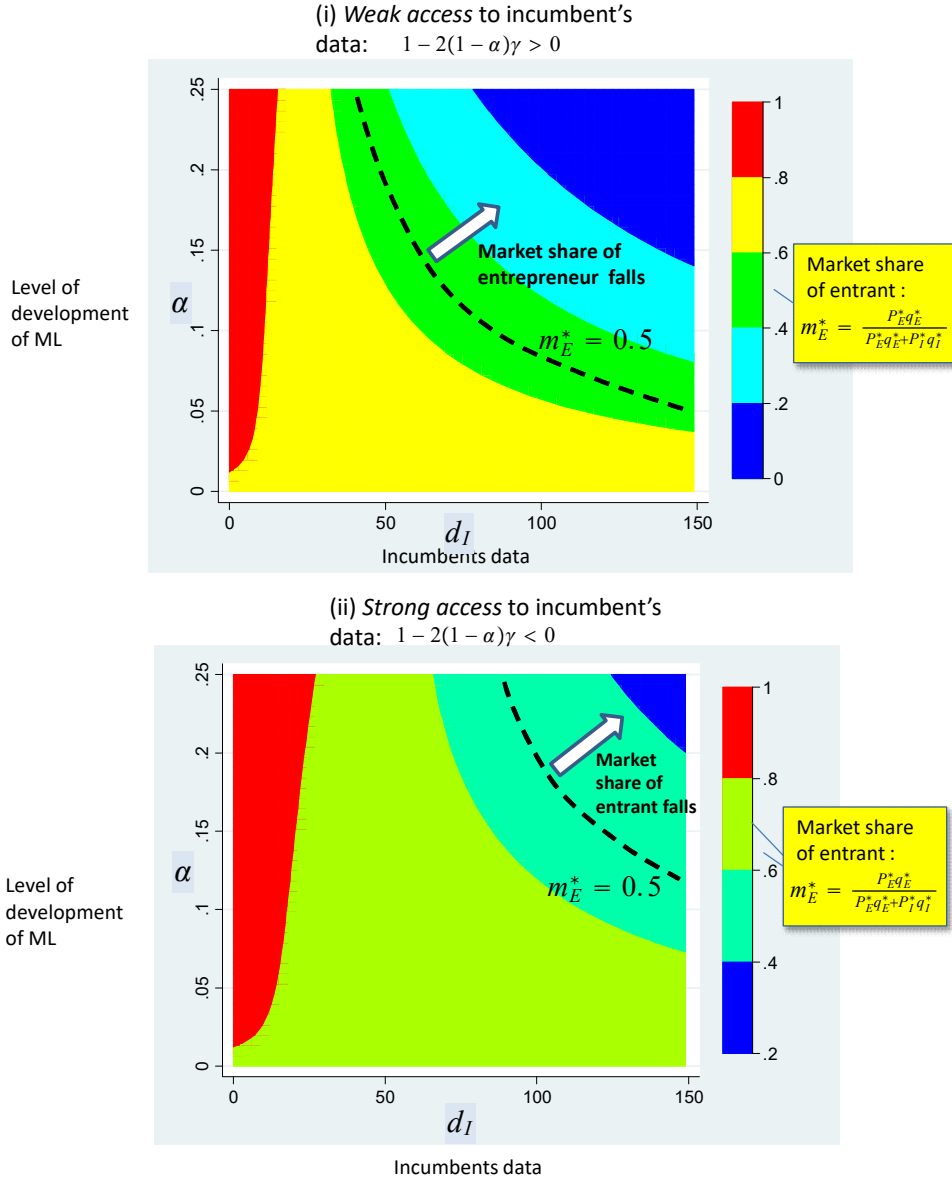 (i) Weak access to incumbent's
data: 1 − 2(1 − α)γ > 0
.25
.2
.15
.1
.05
0
0
50
100
150
Level of
development
of ML
α
Market share of
entrepreneur falls
m*_E = 0.5
d_I
Incumbents data
1
.8
.6
.4
.2
0
Market share
of entrant :
m*_E = P*_E q*_E / P*_E q*_E + P*_I q*_I
(ii) Strong access to incumbent's
data: 1 − 2(1 − α)γ < 0
.25
.2
.15
.1
.05
0
0
50
100
150
Level of
development
of ML
α
Market
share of
entrant falls
m*_E = 0.5
d_I
Incumbents data
1
.8
.6
.4
.2
Market share
of entrant :
m*_E = P*_E q*_E / P*_E q*_E + P*_I q*_I